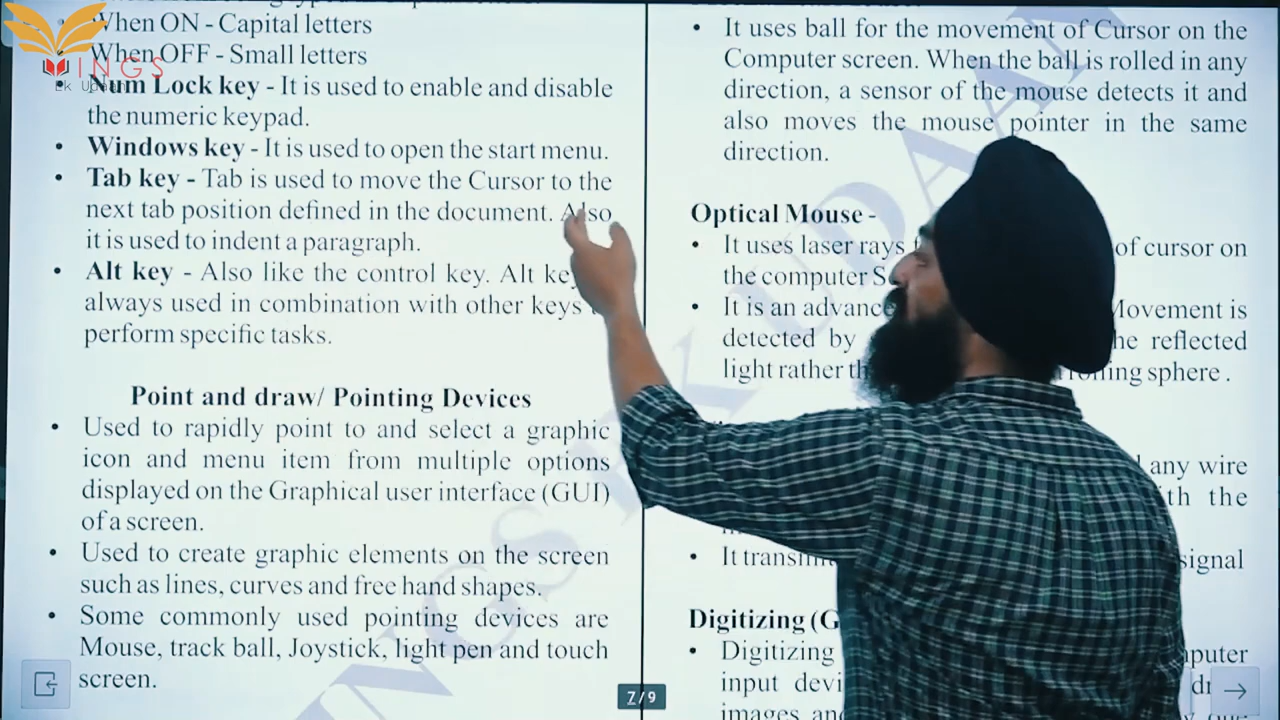 When ON - Capital letters
When OFF - Small letters
INGS
Ek Udaan
Num Lock key - It is used to enable and disable
the numeric keypad.
• Windows key - It is used to open the start menu.
• Tab key - Tab is used to move the Cursor to the
next tab position defined in the document. Also
it is used to indent a paragraph.
• Alt key - Also like the control key. Alt key
always used in combination with other keys
perform specific tasks.
Point and draw/ Pointing Devices
• Used to rapidly point to and select a graphic
icon and menu item from multiple options
displayed on the Graphical user interface (GUI)
of a screen.
• Used to create graphic elements on the screen
such as lines, curves and free hand shapes.
• Some commonly used pointing devices are
Mouse, track ball, Joystick, light pen and touch
screen.
7/9
• It uses ball for the movement of Cursor on the
Computer screen. When the ball is rolled in any
direction, a sensor of the mouse detects it and
also moves the mouse pointer in the same
direction.
Optical Mouse -
• It uses laser rays of cursor on
the computer
• It is an Movement is
detected by reflected
light rather rolling sphere .
any wire
the
• It signal
Digitizing
• Digitizing
input
images
WINGS EK UDAAN